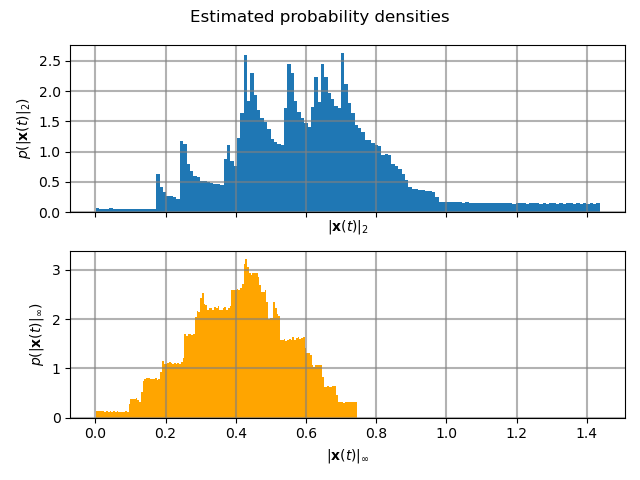 Estimated probability densities
p(|x(t)|₂)
2.5
2.0
1.5
1.0
0.5
0.0
|x(t)|₂
p(|x(t)|∞)
3
2
1
0
0.0 0.2 0.4 0.6 0.8 1.0 1.2 1.4
|x(t)|∞